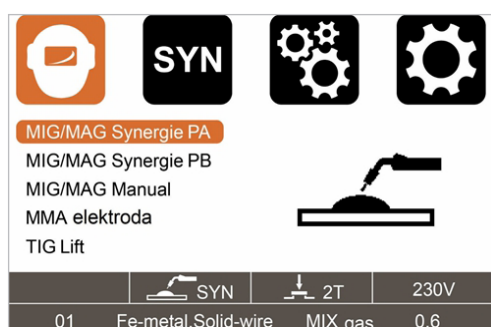 SYN
MIG/MAG Synergie PA
MIG/MAG Synergie PB
MIG/MAG Manual
MMA elektroda
TIG Lift
SYN 2T 230V
01 Fe-metal.Solid-wire MIX gas 0.6